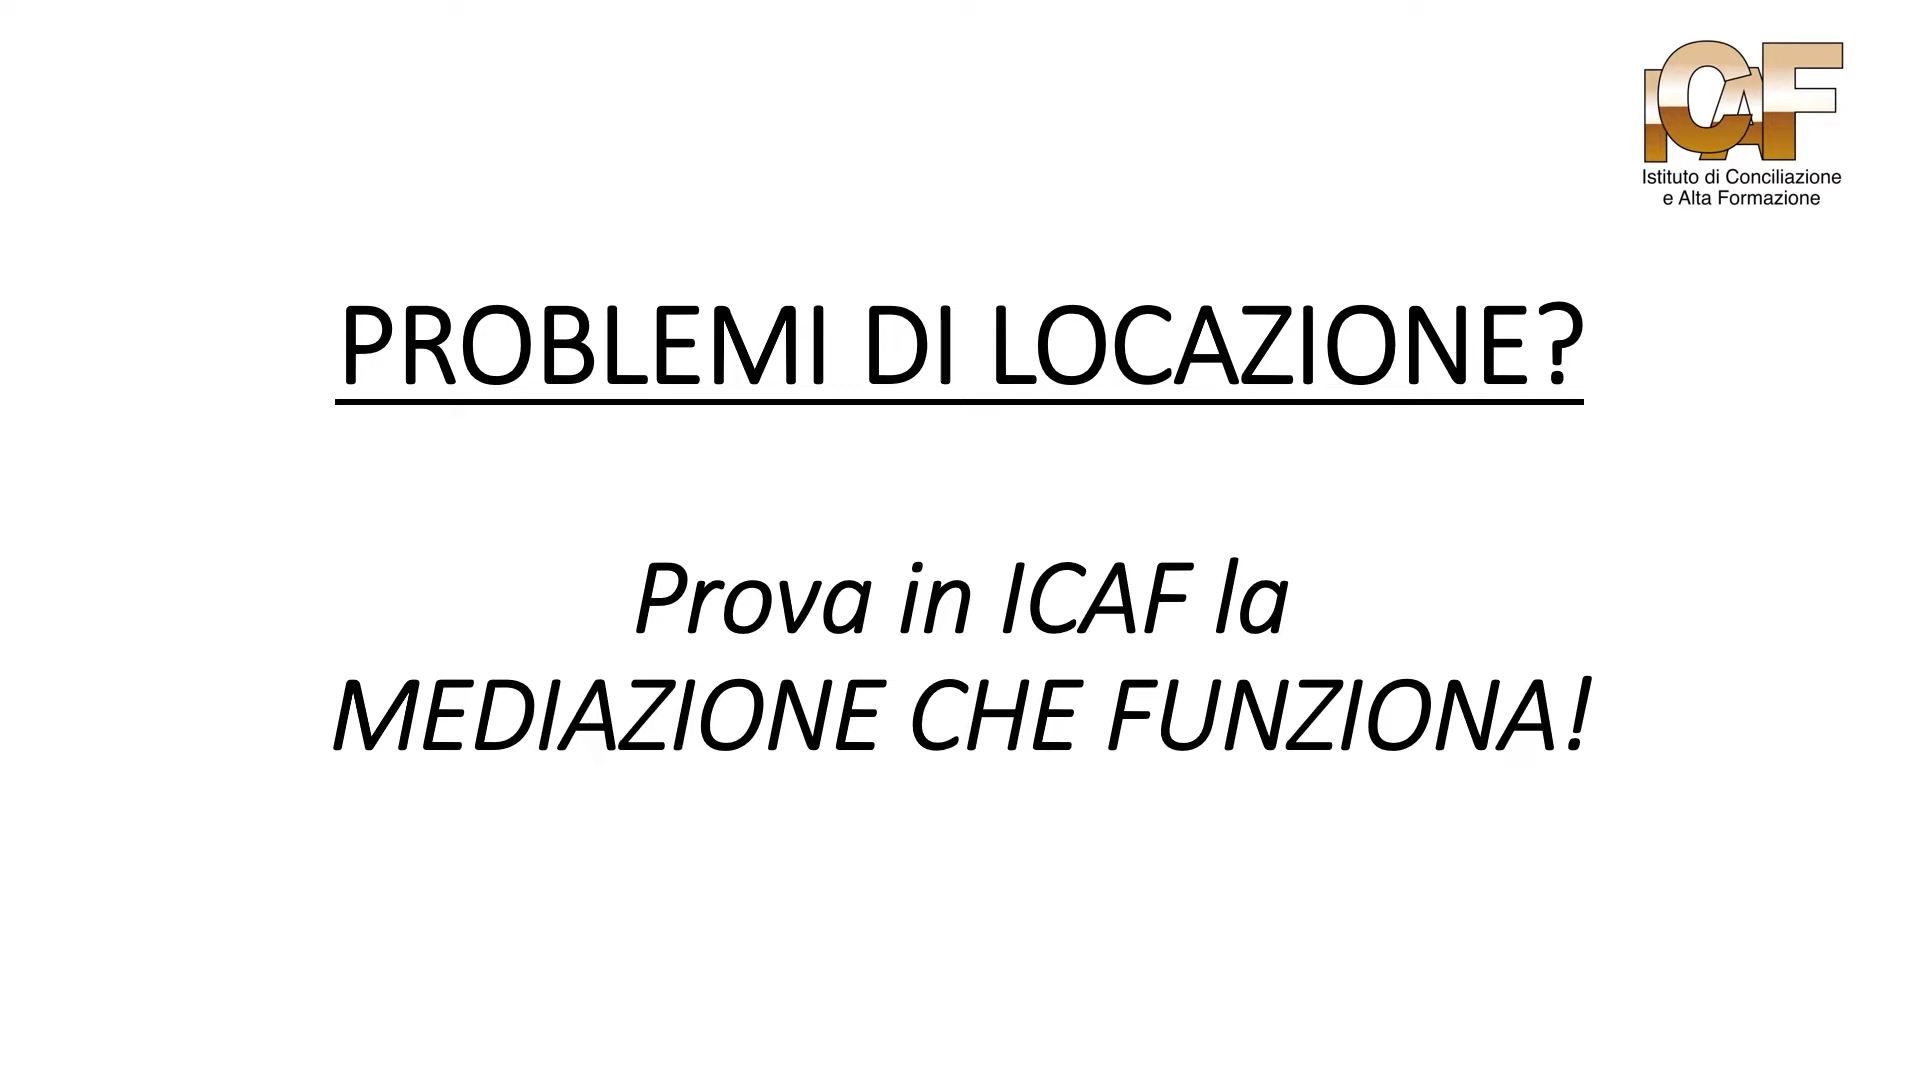 ICAF
Istituto di Conciliazione
e Alta Formazione
PROBLEMI DI LOCAZIONE?
Prova in ICAF la
MEDIAZIONE CHE FUNZIONA!